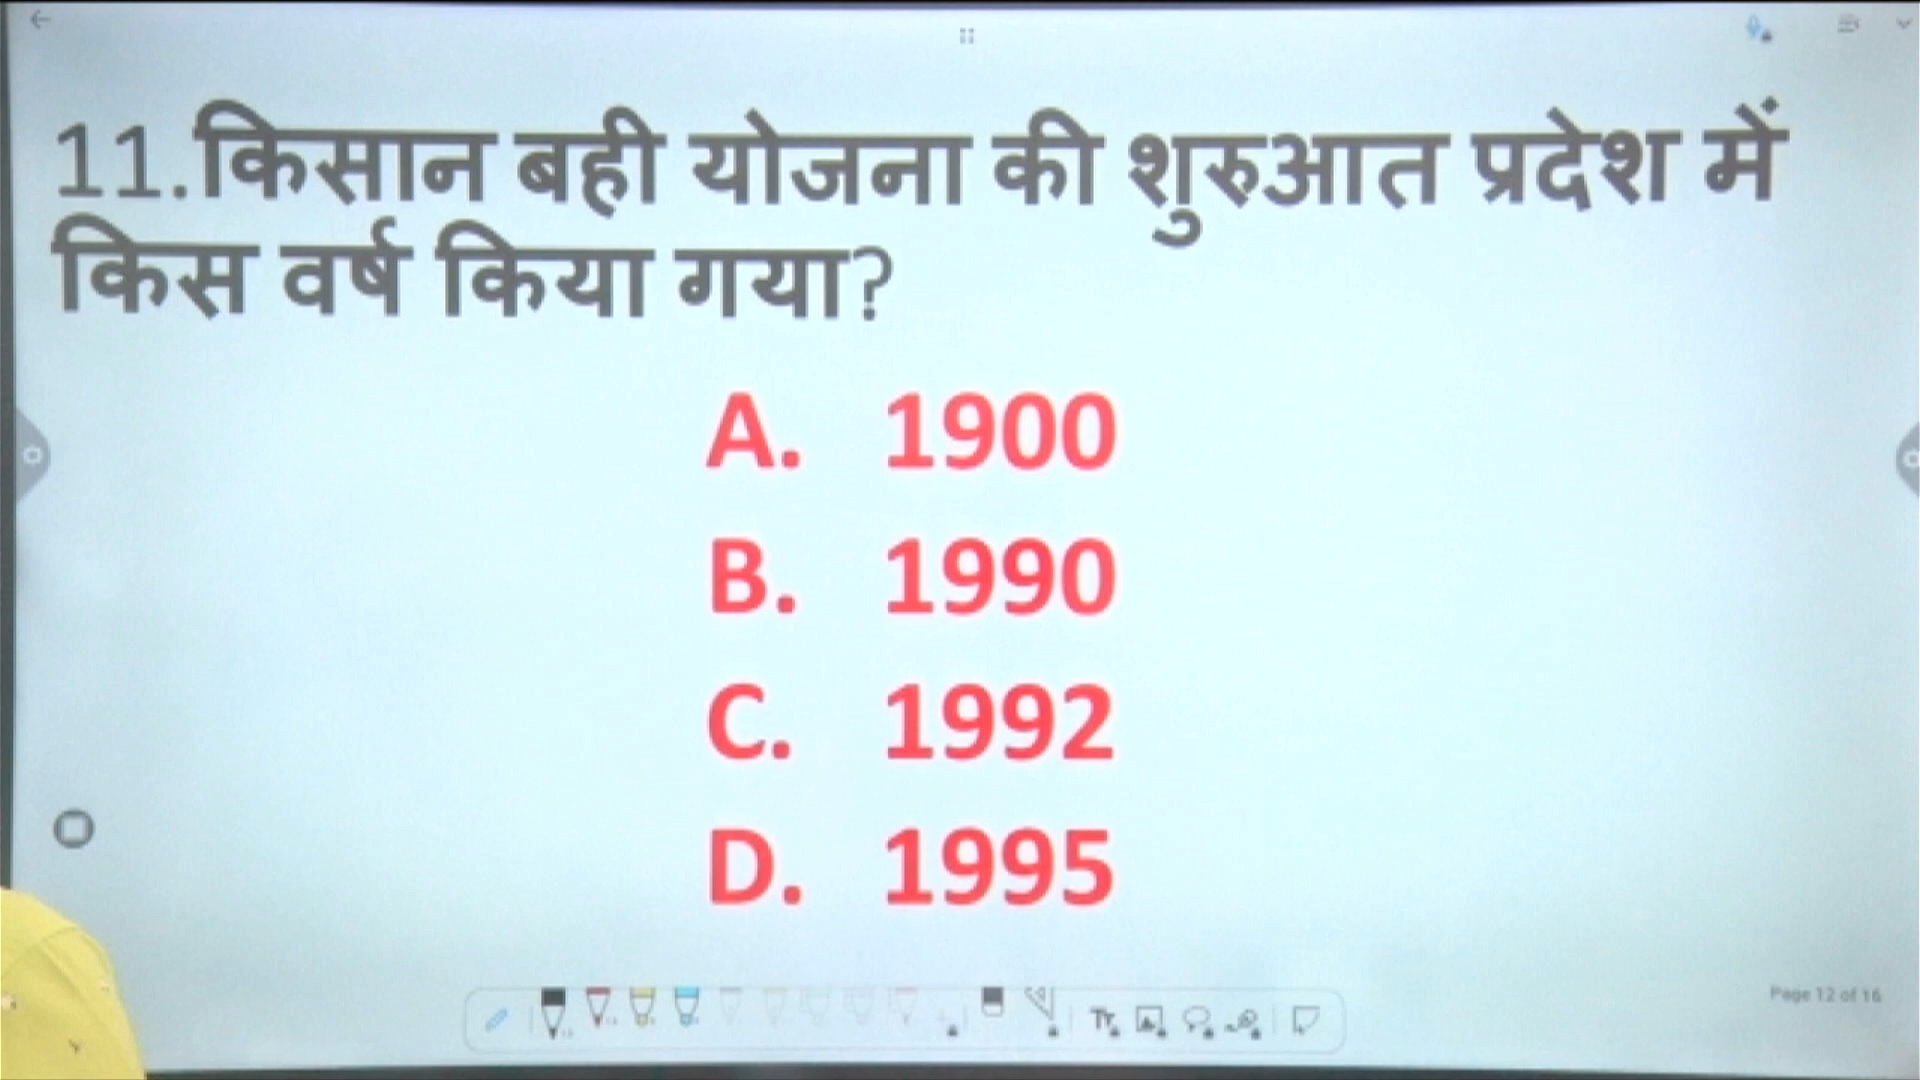 11.किसान बही योजना की शुरुआत प्रदेश में
किस वर्ष किया गया?
A. 1900
B. 1990
C. 1992
D. 1995
Page 12 of 16